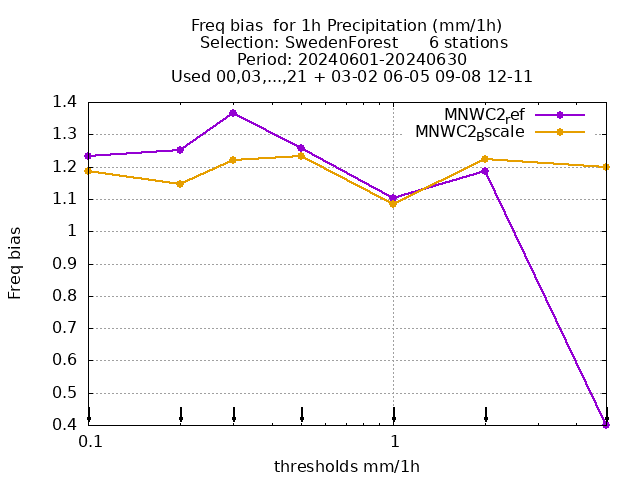 Freq bias  for 1h Precipitation (mm/1h)
Selection: SwedenForest      6 stations
Period: 20240601-20240630
Used 00,03,...,21 + 03-02 06-05 09-08 12-11
MNWC2_ref
MNWC2_Bscale
1.4
1.3
1.2
1.1
1
0.9
0.8
0.7
0.6
0.5
0.4
Freq bias
0.1
1
thresholds mm/1h